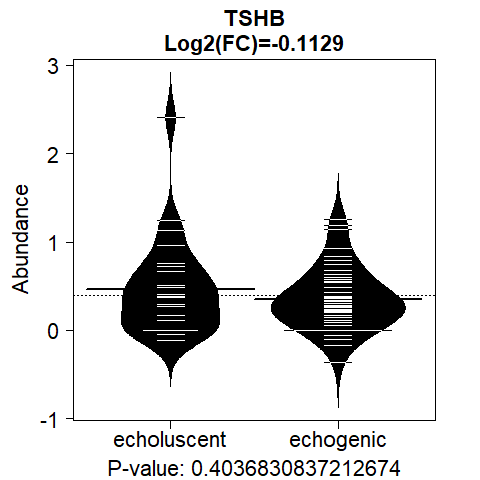 TSHB
Log2(FC)=-0.1129
3
2
1
0
-1
Abundance
echoluscent echogenic
P-value: 0.4036830837212674